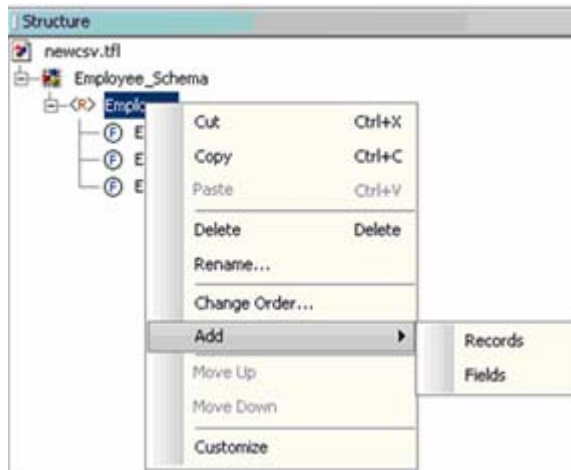 Structure
newcsv.tfl
Employee_Schema
<R> Emplo
F E
F E
F E
Cut Ctrl+X
Copy Ctrl+C
Paste Ctrl+V
Delete Delete
Rename...
Change Order...
Add
Records
Fields
Move Up
Move Down
Customize